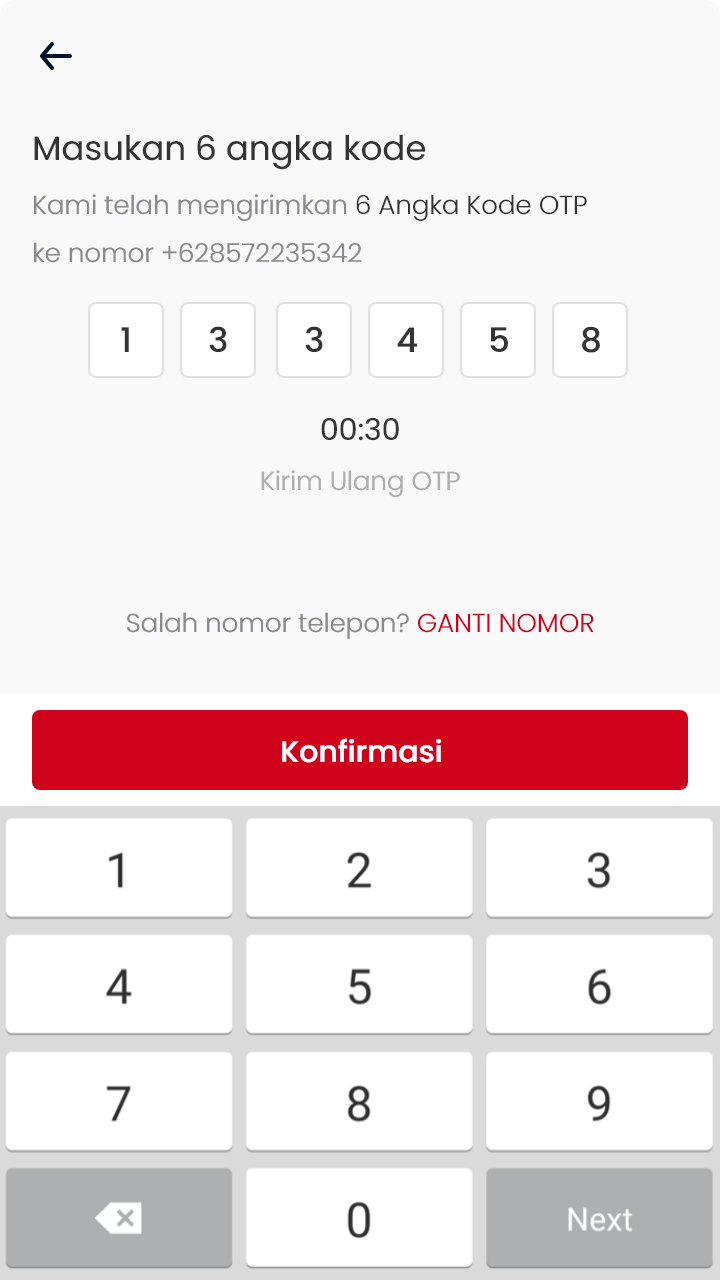 Masukan 6 angka kode
Kami telah mengirimkan 6 Angka Kode OTP
ke nomor +628572235342
1 3 3 4 5 8
00:30
Kirim Ulang OTP
Salah nomor telepon? GANTI NOMOR
Konfirmasi
1 2 3
4 5 6
7 8 9
0 Next